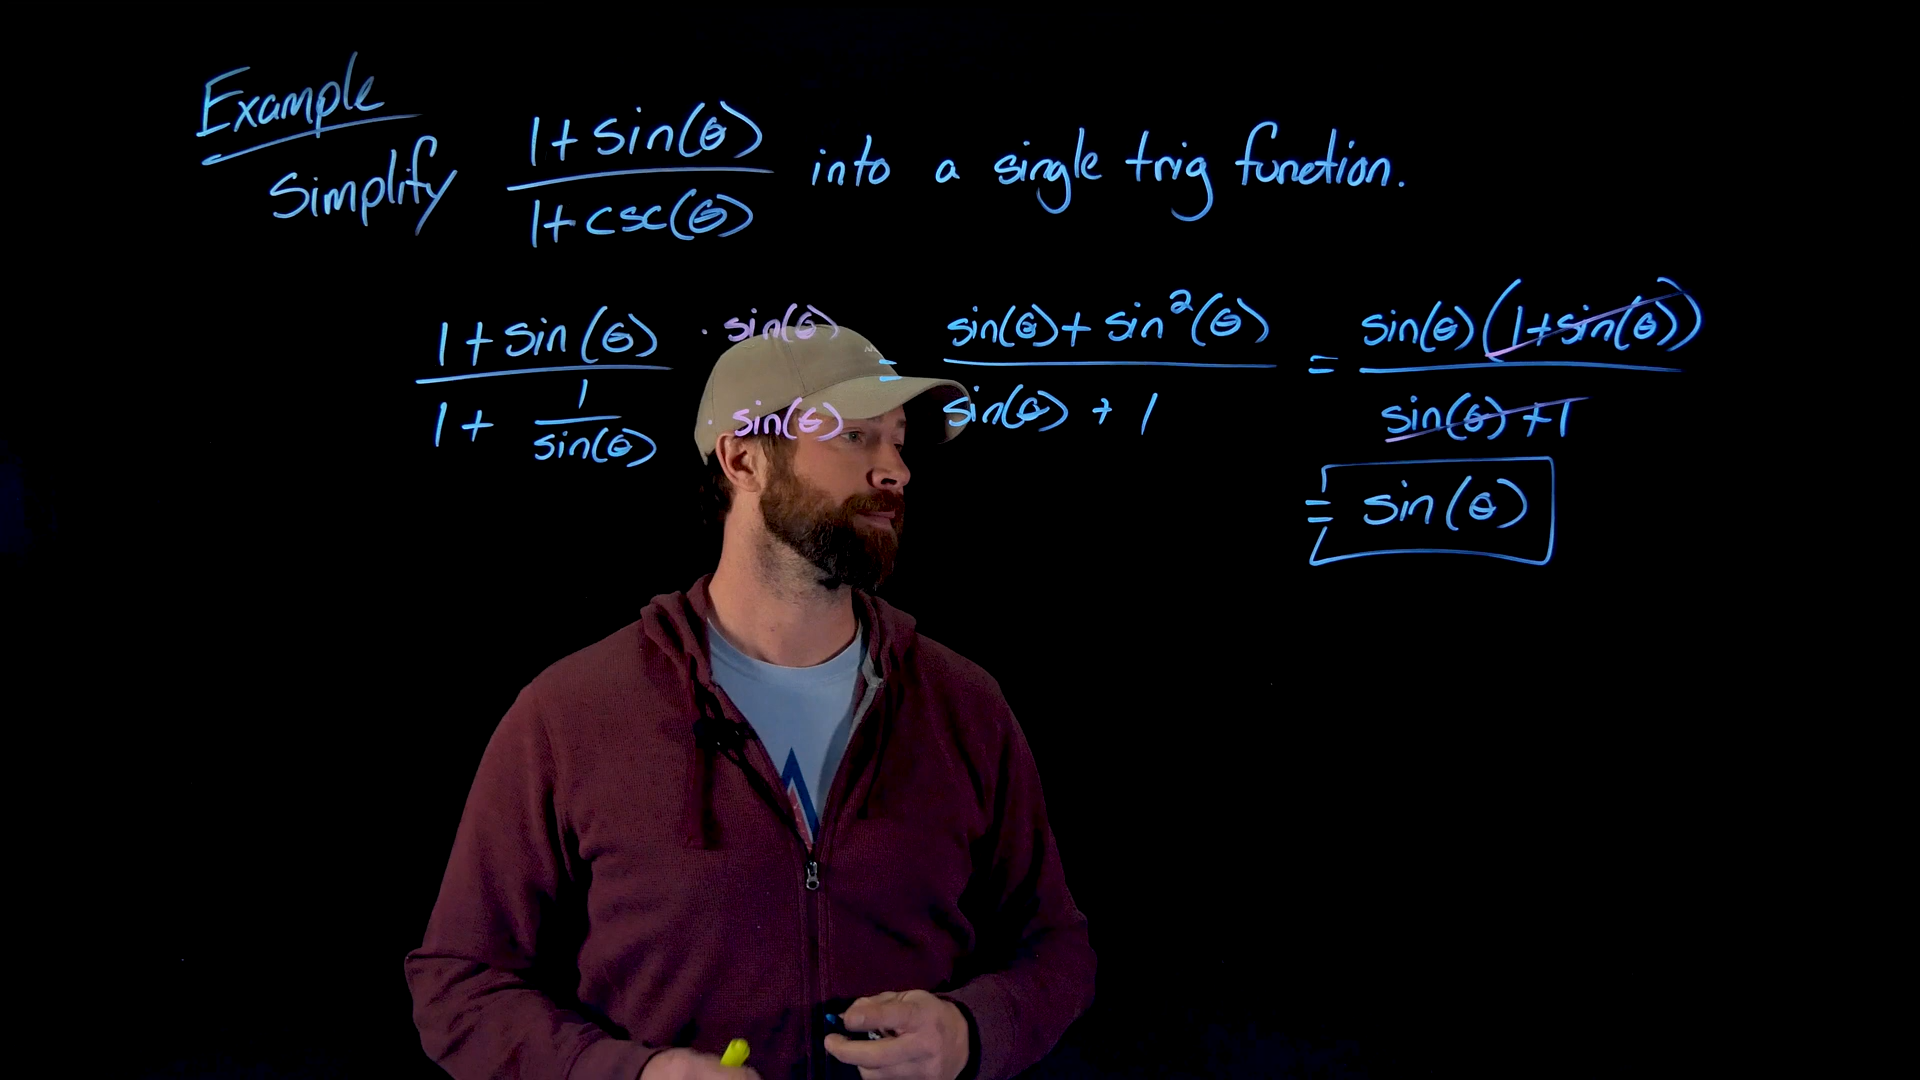 Example
Simplify (1+sin(θ))/(1+csc(θ)) into a single trig function.
(1+sin(θ))/(1+ 1/sin(θ)) · sin(θ)/· sin(θ) = (sin(θ)+sin²(θ))/(sin(θ)+1) = (sin(θ)(1+sin(θ)))/(sin(θ)+1)
= sin(θ)